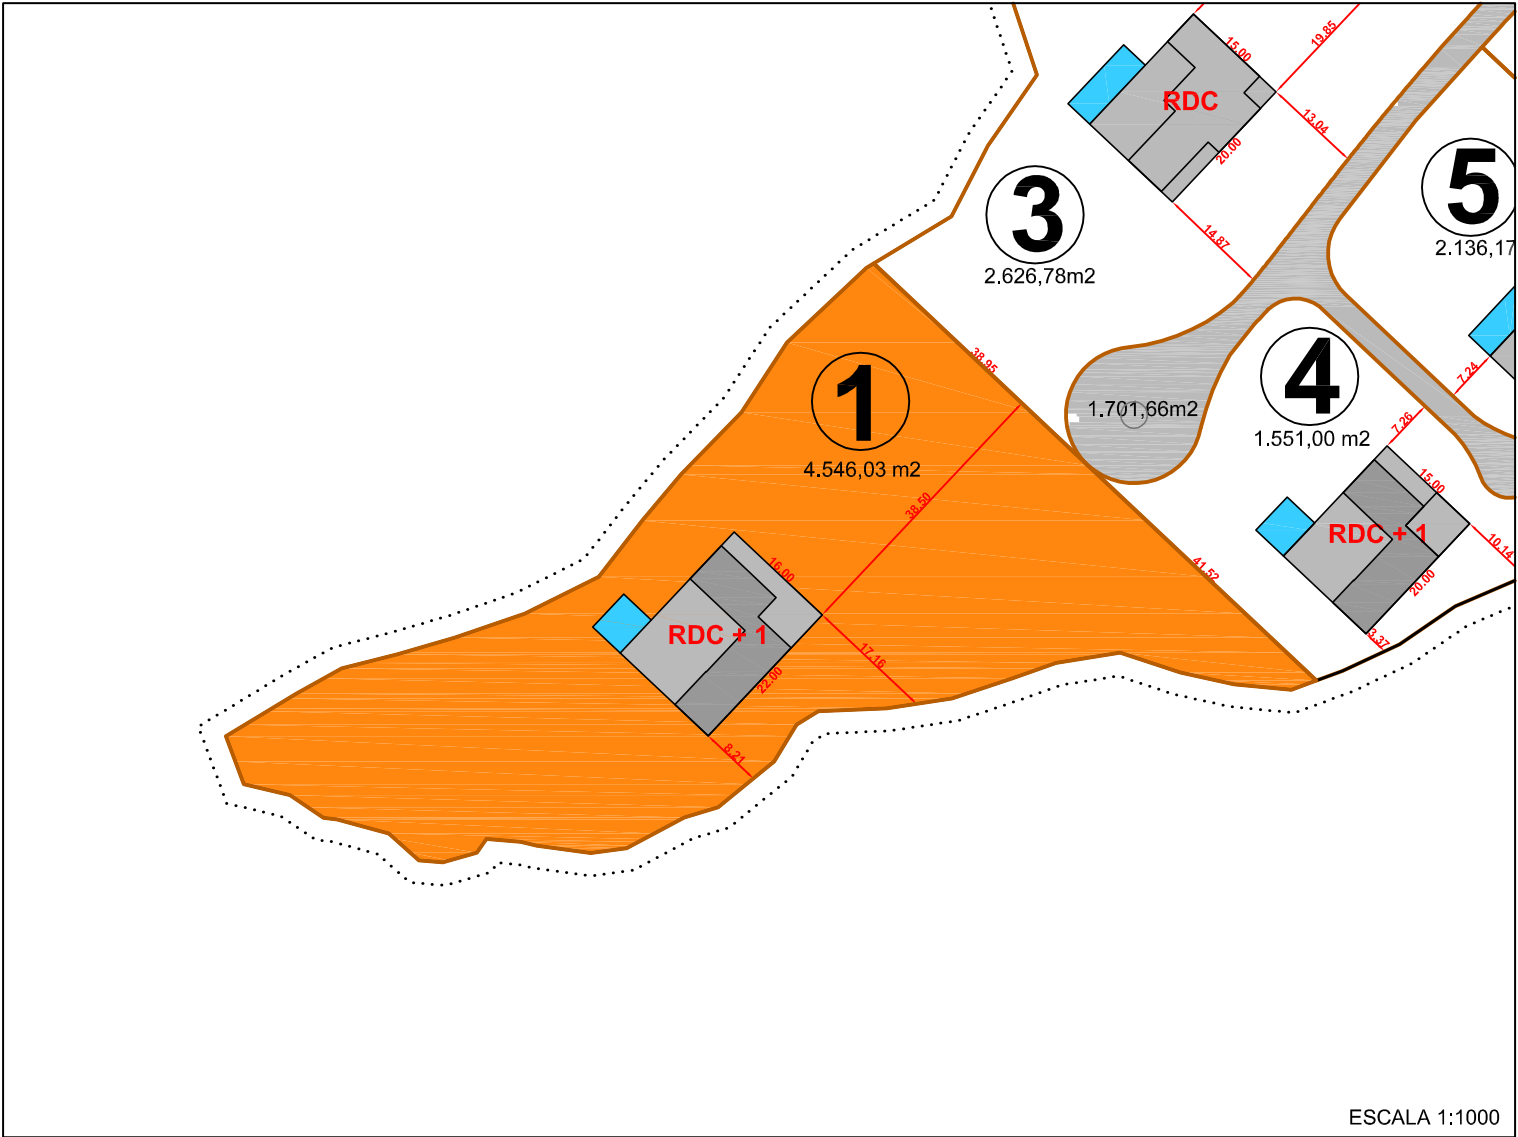 15.00
19.85
RDC
13.04
20.00
14.87
3
2.626,78m2
5
2.136,17
38.95
1
4.546,03 m2
1.701,66m2
4
1.551,00 m2
7.24
7.26
15.00
RDC + 1
10.14
20.00
3.37
38.50
41.52
16.00
RDC + 1
22.00
17.16
8.21
ESCALA 1:1000